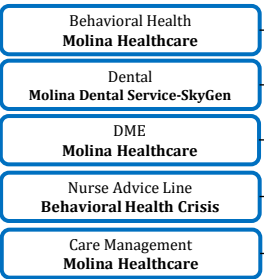 Behavioral Health
Molina Healthcare
Dental
Molina Dental Service-SkyGen
DME
Molina Healthcare
Nurse Advice Line
Behavioral Health Crisis
Care Management
Molina Healthcare